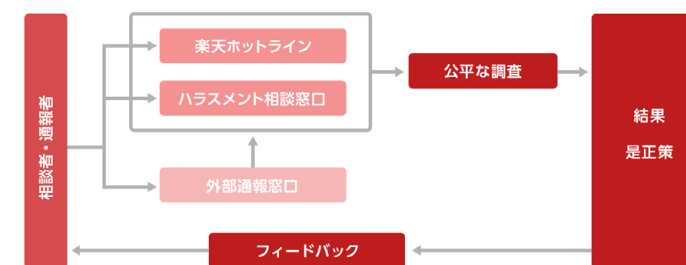 相談者・通報者
楽天ホットライン
ハラスメント相談窓口
外部通報窓口
公平な調査
結果
是正策
フィードバック